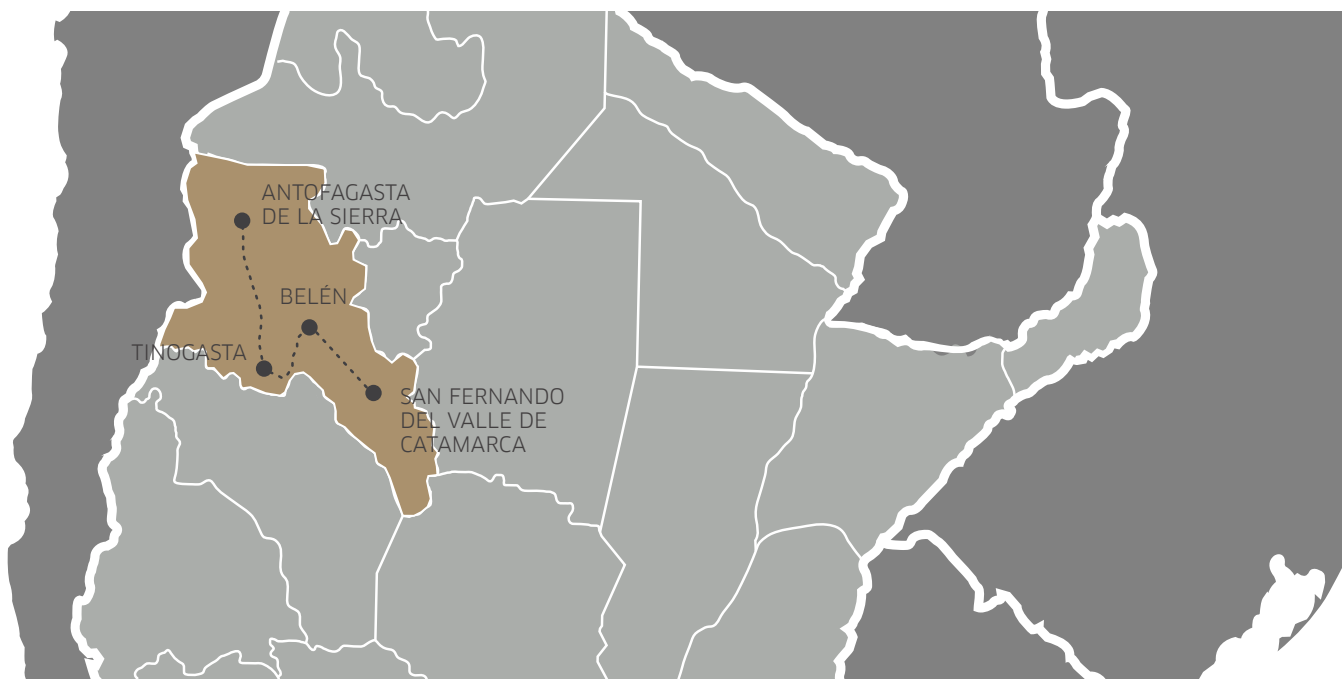 ANTOFAGASTA
DE LA SIERRA
BELÉN
TINOGASTA
SAN FERNANDO
DEL VALLE DE
CATAMARCA